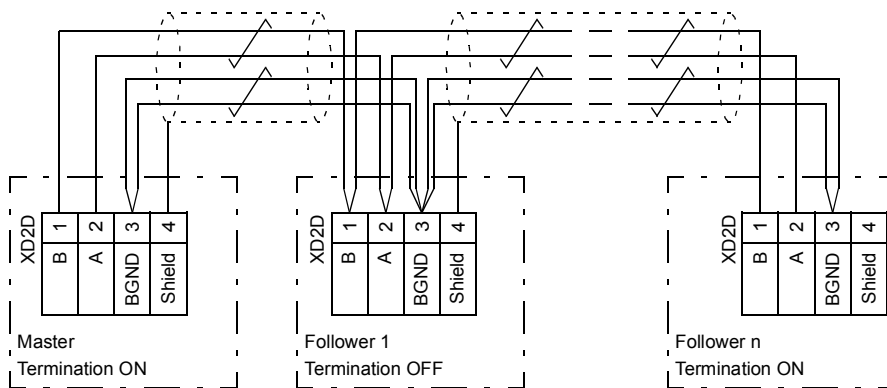 XD2D
1
2
3
4
B
A
BGND
Shield
Master
Termination ON
XD2D
1
2
3
4
B
A
BGND
Shield
Follower 1
Termination OFF
XD2D
1
2
3
4
B
A
BGND
Shield
Follower n
Termination ON